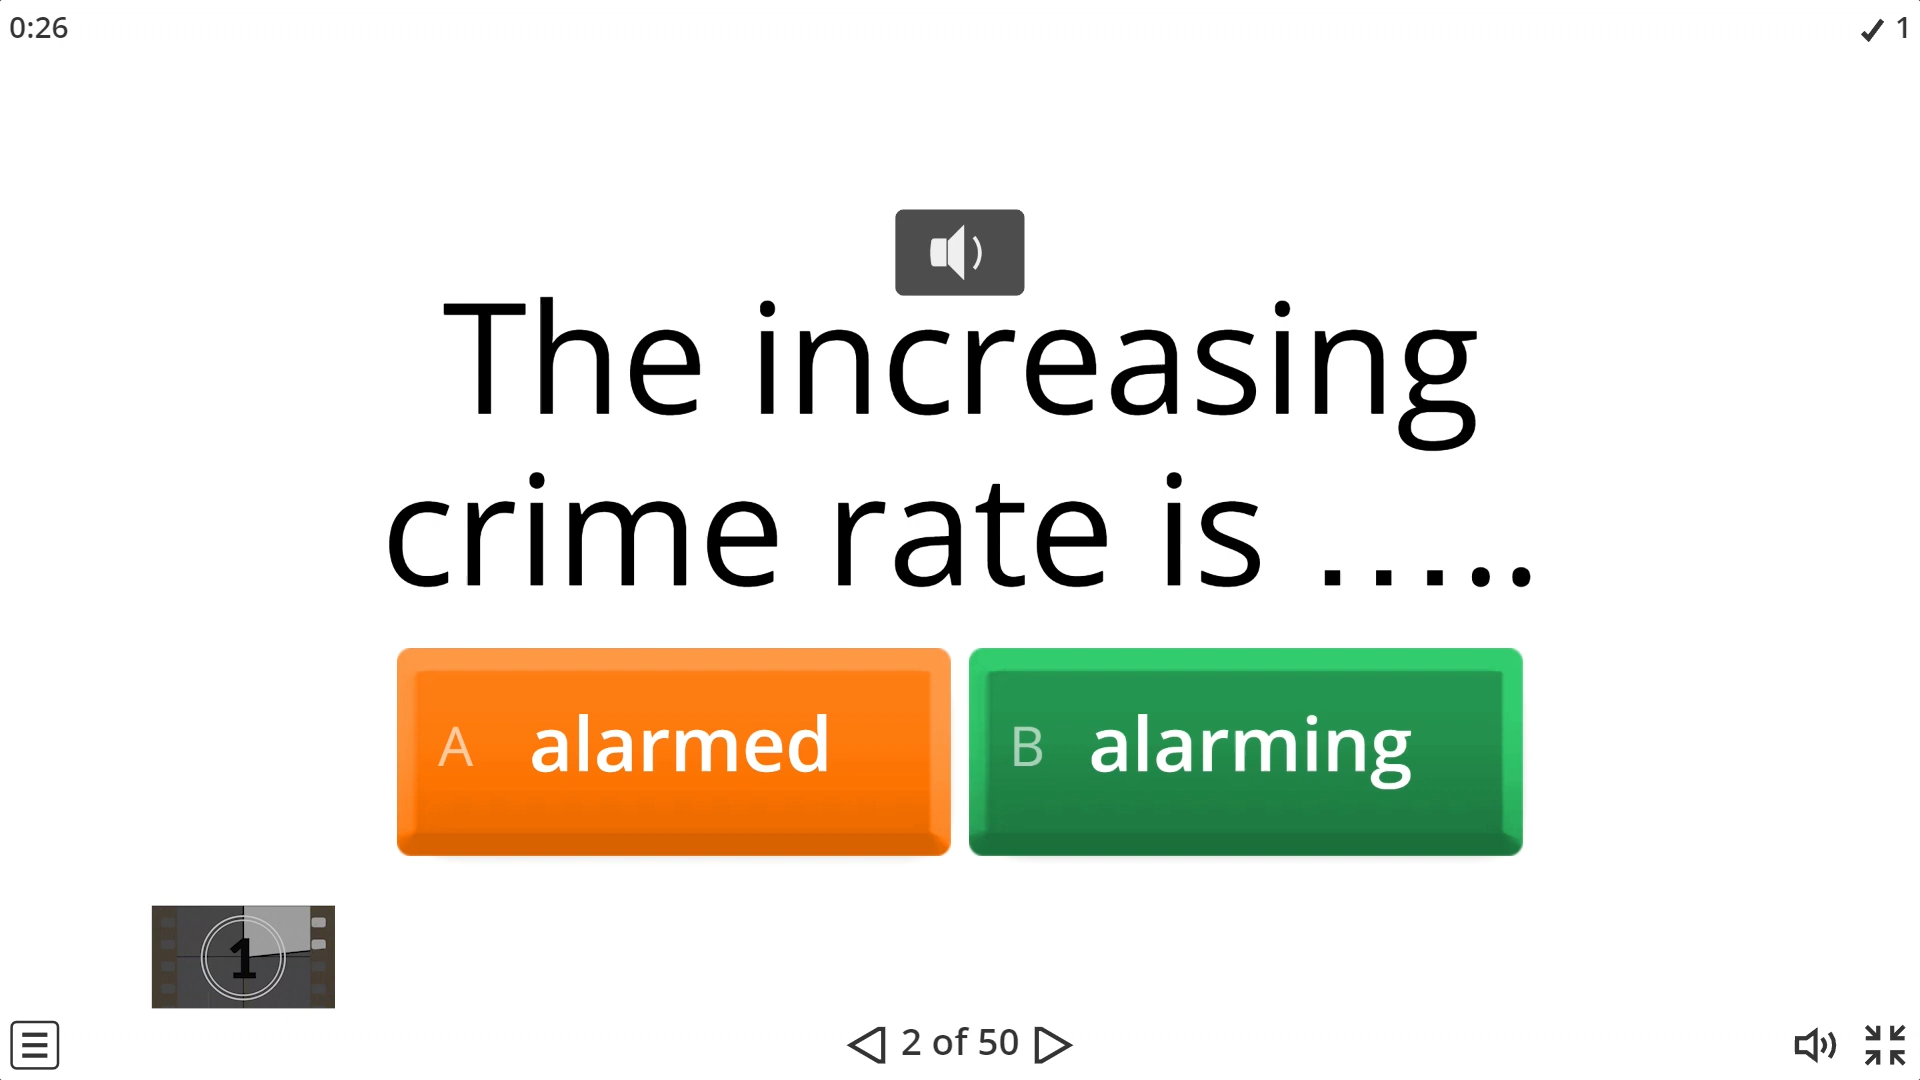 0:26
✓ 1
The increasing
crime rate is …..
A alarmed
B alarming
1
2 of 50